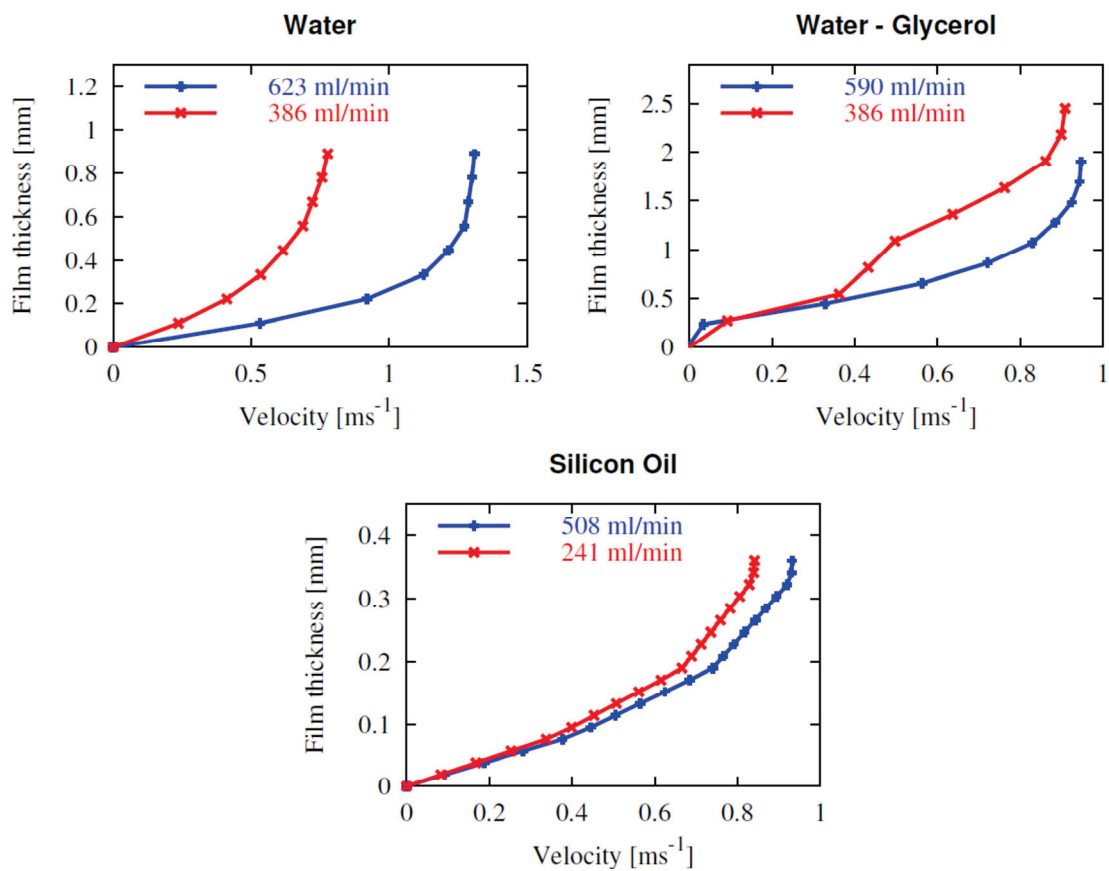 Water
Film thickness [mm]
1.2
1
0.8
0.6
0.4
0.2
0
623 ml/min
386 ml/min
0 0.5 1 1.5
Velocity [ms⁻¹]
Water - Glycerol
Film thickness [mm]
2.5
2
1.5
1
0.5
0
590 ml/min
386 ml/min
0 0.2 0.4 0.6 0.8 1
Velocity [ms⁻¹]
Silicon Oil
Film thickness [mm]
0.4
0.3
0.2
0.1
0
508 ml/min
241 ml/min
0 0.2 0.4 0.6 0.8 1
Velocity [ms⁻¹]